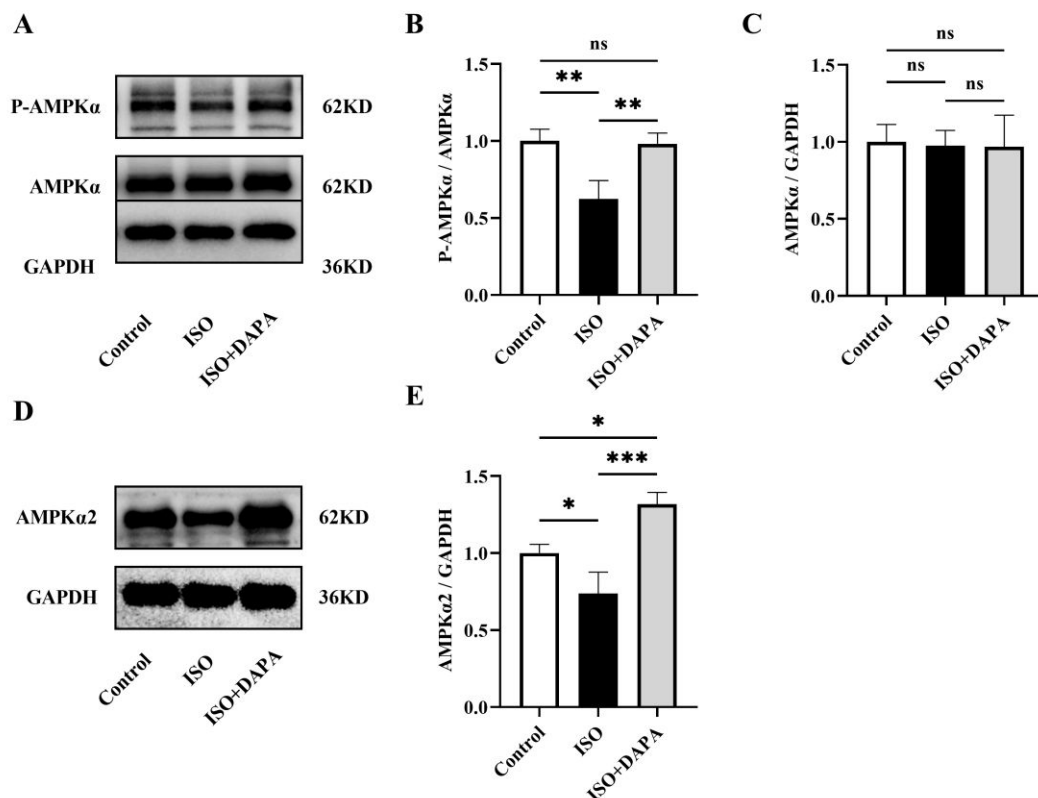 A
P-AMPKα 62KD
AMPKα 62KD
GAPDH 36KD
Control ISO ISO+DAPA
B
ns
** **
P-AMPKα / AMPKα
1.5
1.0
0.5
0.0
Control ISO ISO+DAPA
C
ns
ns ns
AMPKα / GAPDH
1.5
1.0
0.5
0.0
Control ISO ISO+DAPA
D
AMPKα2 62KD
GAPDH 36KD
Control ISO ISO+DAPA
E
*
* ***
AMPKα2 / GAPDH
1.5
1.0
0.5
0.0
Control ISO ISO+DAPA